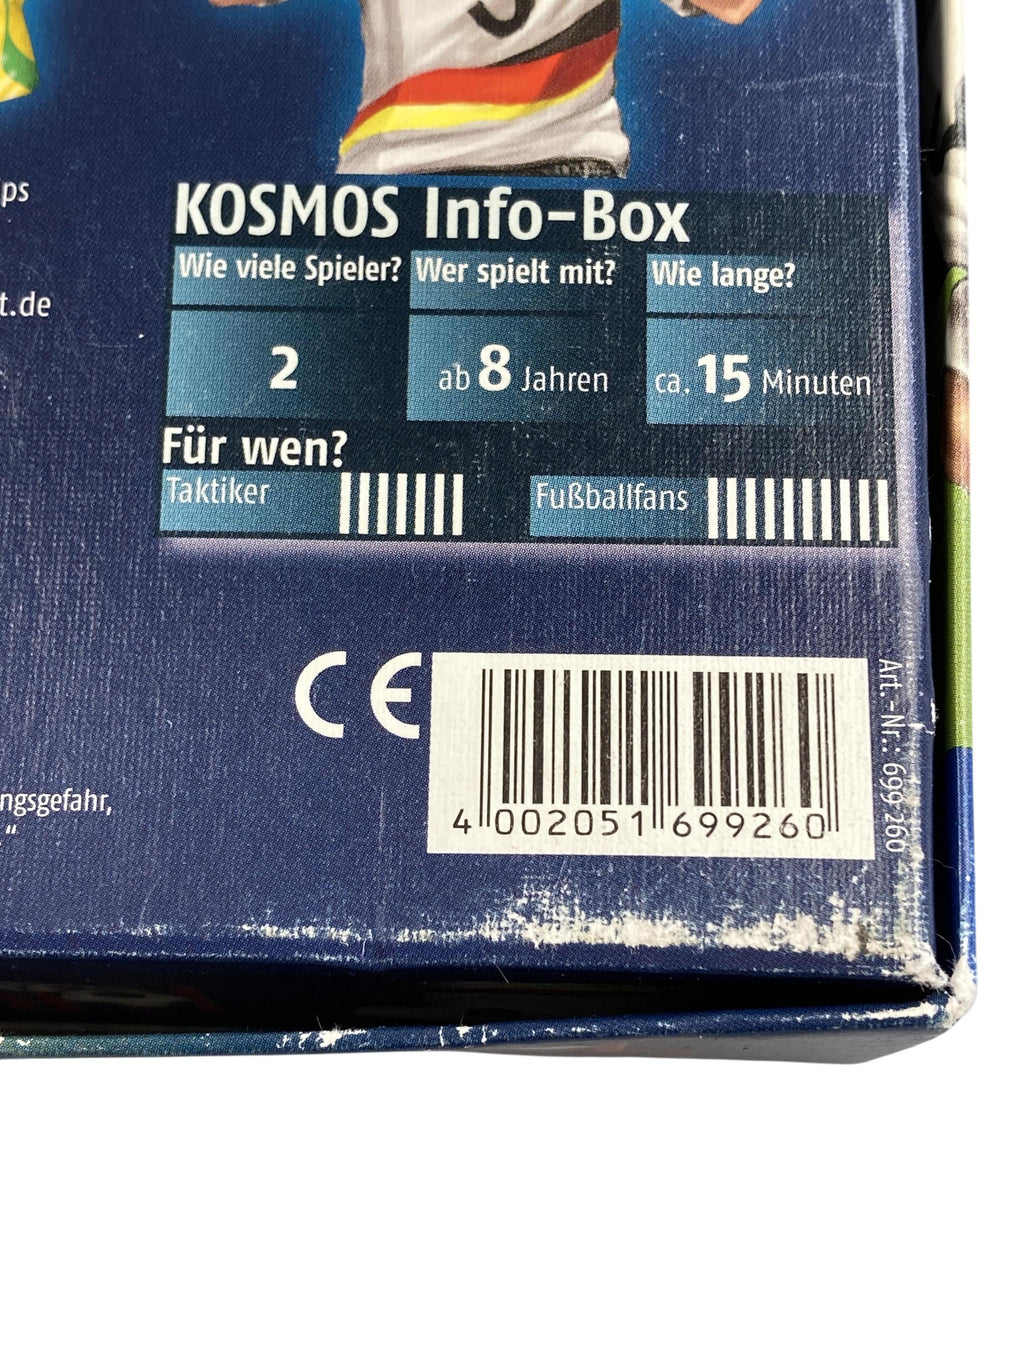 ps
t.de
KOSMOS Info-Box
Wie viele Spieler? Wer spielt mit? Wie lange?
2 ab 8 Jahren ca. 15 Minuten
Für wen?
Taktiker Fußballfans
CE
Art.-Nr.: 699 260
ngsgefahr,
“
4 002051 699260